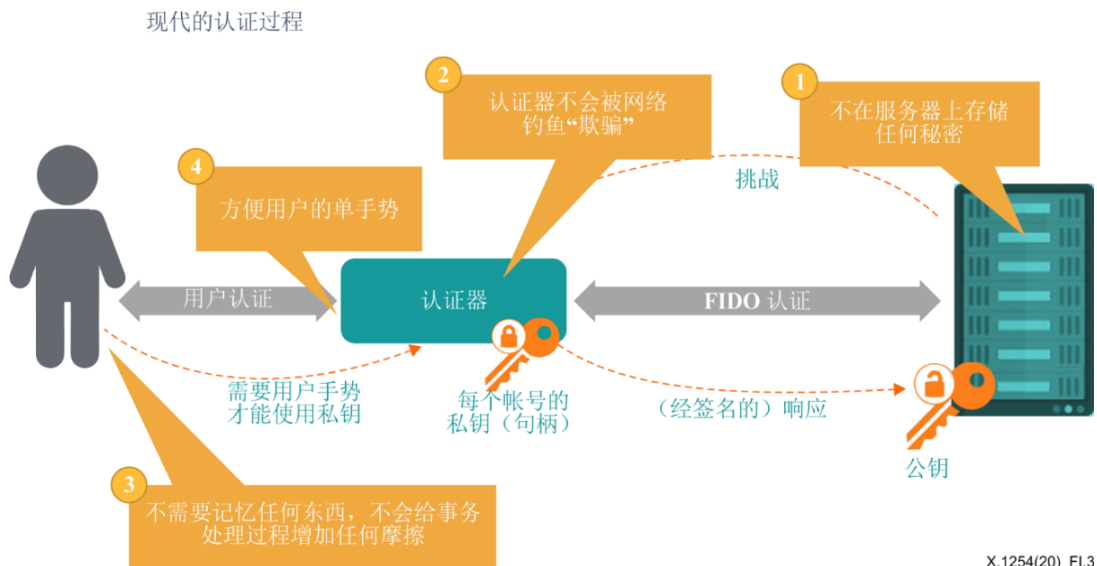 现代的认证过程
2
认证器不会被网络
钓鱼“欺骗”
1
不在服务器上存储
任何秘密
4
方便用户的单手势
挑战
用户认证
认证器
FIDO 认证
需要用户手势
才能使用私钥
每个帐号的
私钥（句柄）
（经签名的）响应
公钥
3
不需要记忆任何东西，不会给事务
处理过程增加任何摩擦
X.1254(20)_FI.3